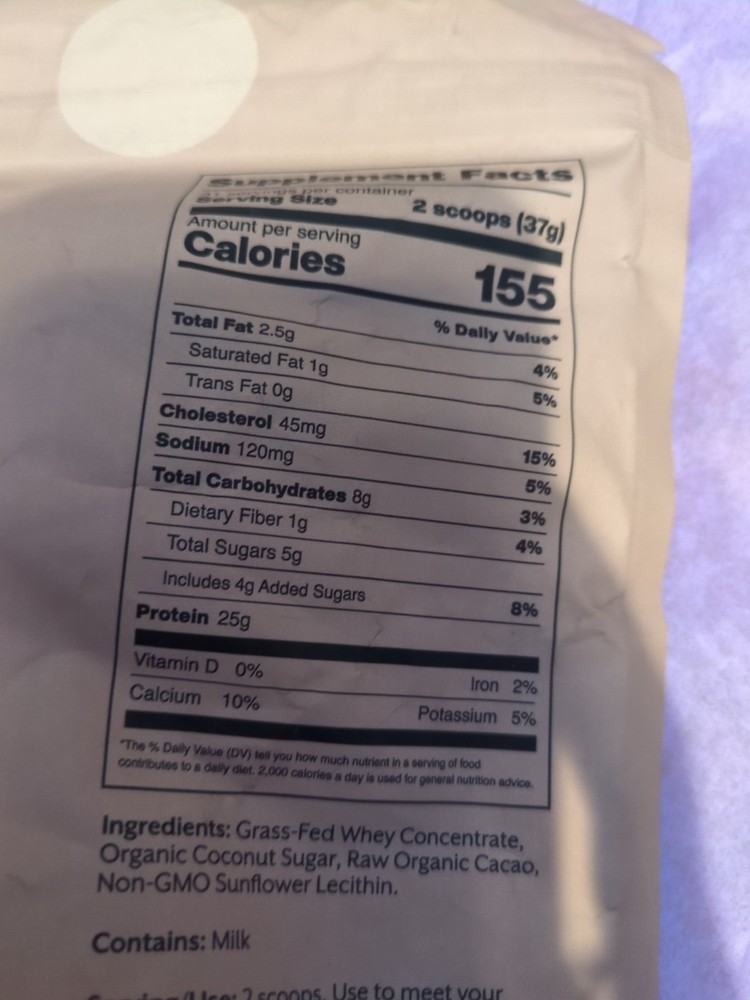 Supplement Facts
servings per container
Serving Size 2 scoops (37g)
Amount per serving
Calories 155
% Daily Value*
Total Fat 2.5g 4%
Saturated Fat 1g 5%
Trans Fat 0g
Cholesterol 45mg 15%
Sodium 120mg 5%
Total Carbohydrates 8g 3%
Dietary Fiber 1g 4%
Total Sugars 5g
Includes 4g Added Sugars 8%
Protein 25g
Vitamin D 0% Iron 2%
Calcium 10% Potassium 5%
*The % Daily Value (DV) tell you how much nutrient in a serving of food
contributes to a daily diet. 2,000 calories a day is used for general nutrition advice.
Ingredients: Grass-Fed Whey Concentrate,
Organic Coconut Sugar, Raw Organic Cacao,
Non-GMO Sunflower Lecithin.
Contains: Milk
2 scoops. Use to meet your